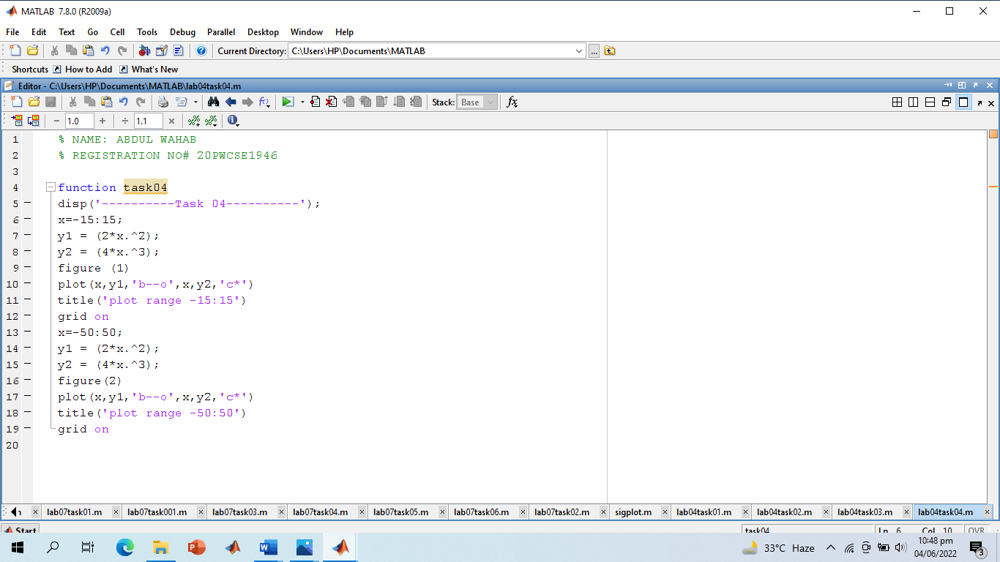 MATLAB 7.8.0 (R2009a)
File Edit Text Go Cell Tools Debug Parallel Desktop Window Help
Current Directory: C:\Users\HP\Documents\MATLAB ...
Shortcuts How to Add What's New
Editor - C:\Users\HP\Documents\MATLAB\lab04task04.m
Stack: Base fx
− 1.0 + ÷ 1.1 ×
1 % NAME: ABDUL WAHAB
2 % REGISTRATION NO# 20PWCSE1946
3
4 function task04
5 disp('----------Task 04----------');
6 x=-15:15;
7 y1 = (2*x.^2);
8 y2 = (4*x.^3);
9 figure (1)
10 plot(x,y1,'b--o',x,y2,'c*')
11 title('plot range -15:15')
12 grid on
13 x=-50:50;
14 y1 = (2*x.^2);
15 y2 = (4*x.^3);
16 figure(2)
17 plot(x,y1,'b--o',x,y2,'c*')
18 title('plot range -50:50')
19 grid on
20
lab07task01.m lab07task001.m lab07task03.m lab07task04.m lab07task05.m lab07task06.m lab07task02.m sigplot.m lab04task01.m lab04task02.m lab04task03.m lab04task04.m
Start task04 Ln 6 Col 10 OVR
33°C Haze 10:48 pm
04/06/2022 3